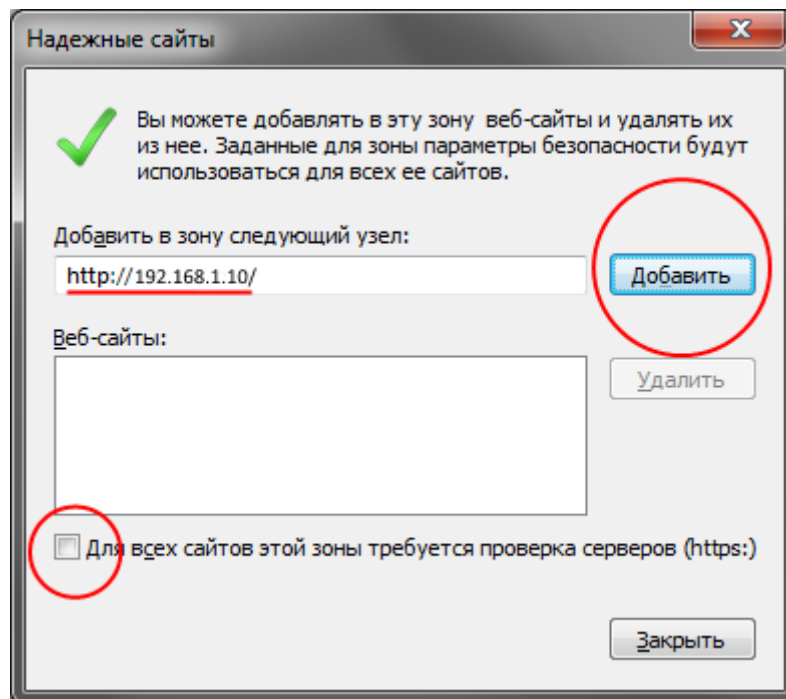 Надежные сайты
Вы можете добавлять в эту зону веб-сайты и удалять их
из нее. Заданные для зоны параметры безопасности будут
использоваться для всех ее сайтов.
Добавить в зону следующий узел:
http://192.168.1.10/
Добавить
Веб-сайты:
Удалить
Для всех сайтов этой зоны требуется проверка серверов (https:)
Закрыть